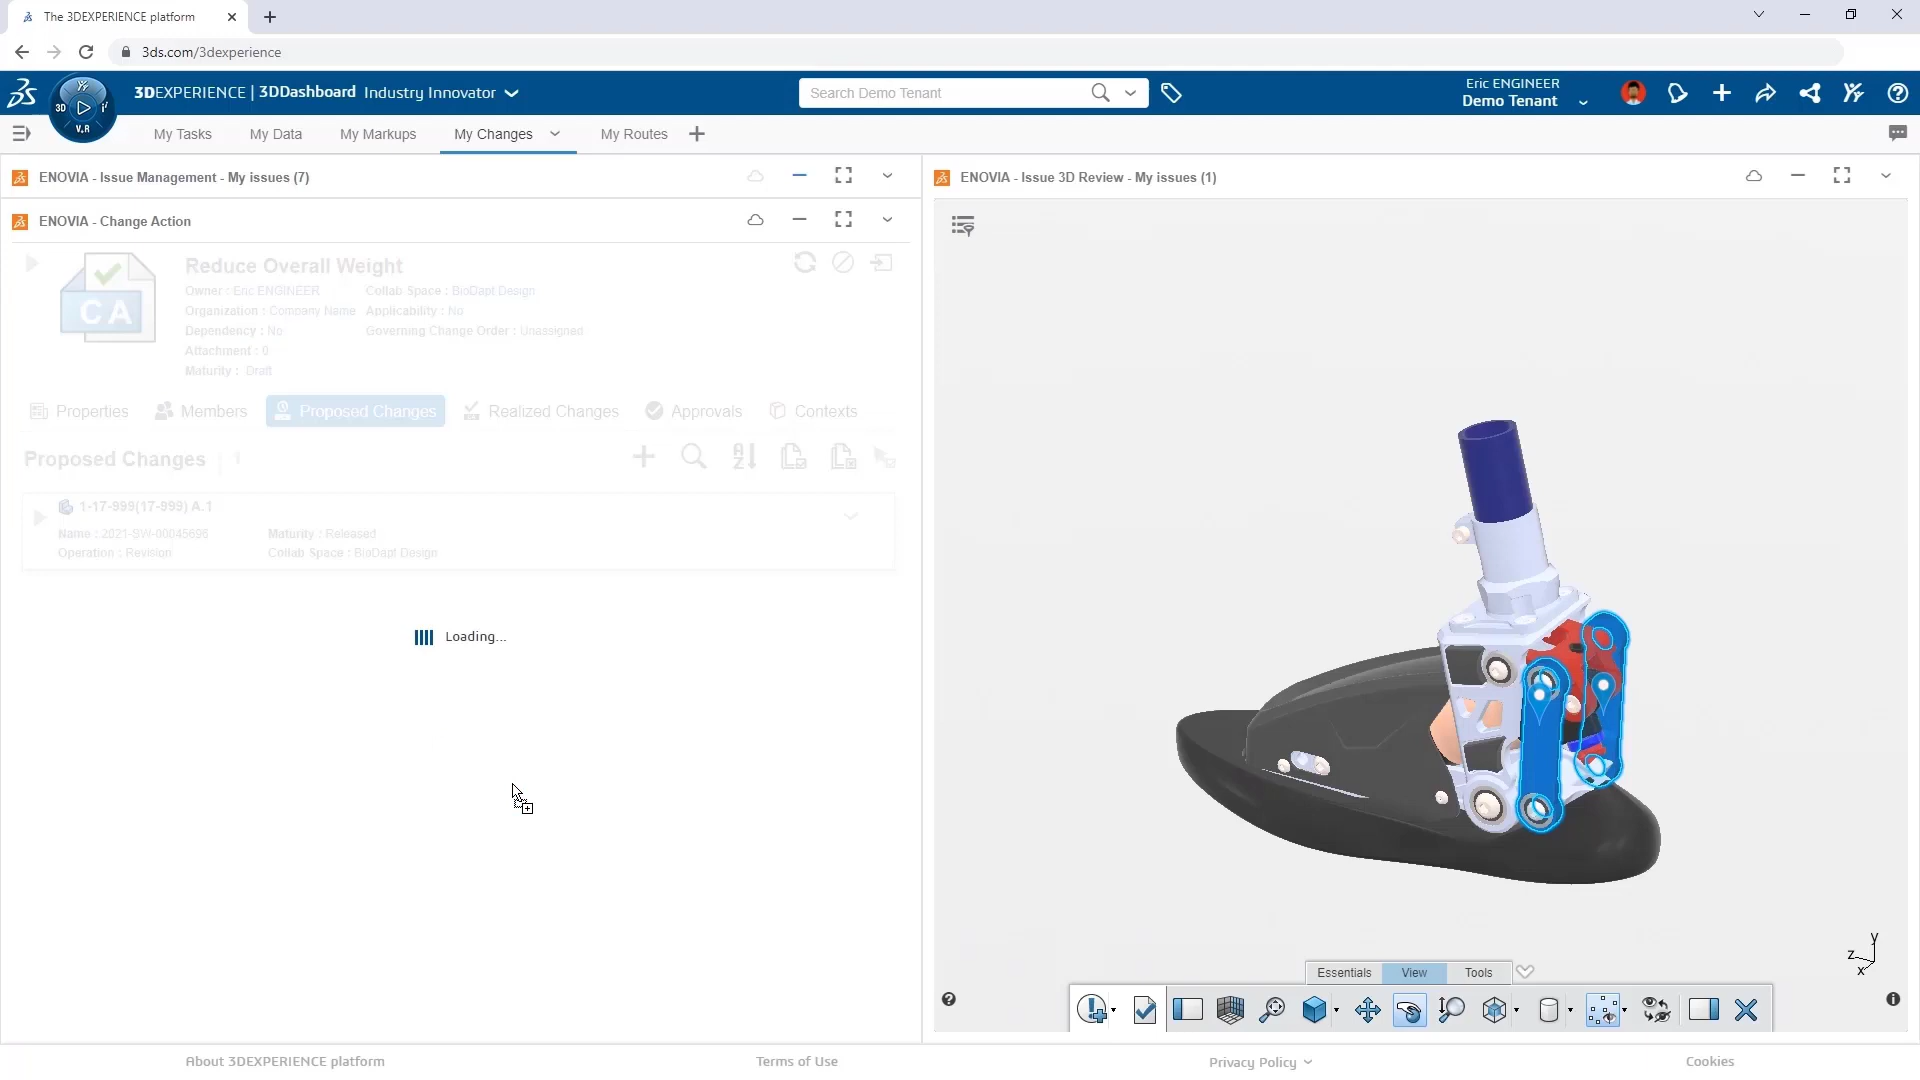 The 3DEXPERIENCE platform
3ds.com/3dexperience
3D
V.R
3DEXPERIENCE | 3DDashboard Industry Innovator
Search Demo Tenant
Eric ENGINEER
Demo Tenant
My Tasks
My Data
My Markups
My Changes
My Routes
ENOVIA - Issue Management - My issues (7)
ENOVIA - Change Action
CA
Reduce Overall Weight
Owner : Eric ENGINEER
Collab Space : BioDapt Design
Organization : Company Name
Applicability : No
Dependency : No
Governing Change Order : Unassigned
Attachment : 0
Maturity : Draft
Properties
Members
Proposed Changes
Realized Changes
Approvals
Contexts
Proposed Changes 1
1-17-999(17-999) A.1
Name : 2021-SW-00045696
Maturity : Released
Operation : Revision
Collab Space : BioDapt Design
Loading...
ENOVIA - Issue 3D Review - My issues (1)
y
z
x
Essentials
View
Tools
About 3DEXPERIENCE platform
Terms of Use
Privacy Policy
Cookies